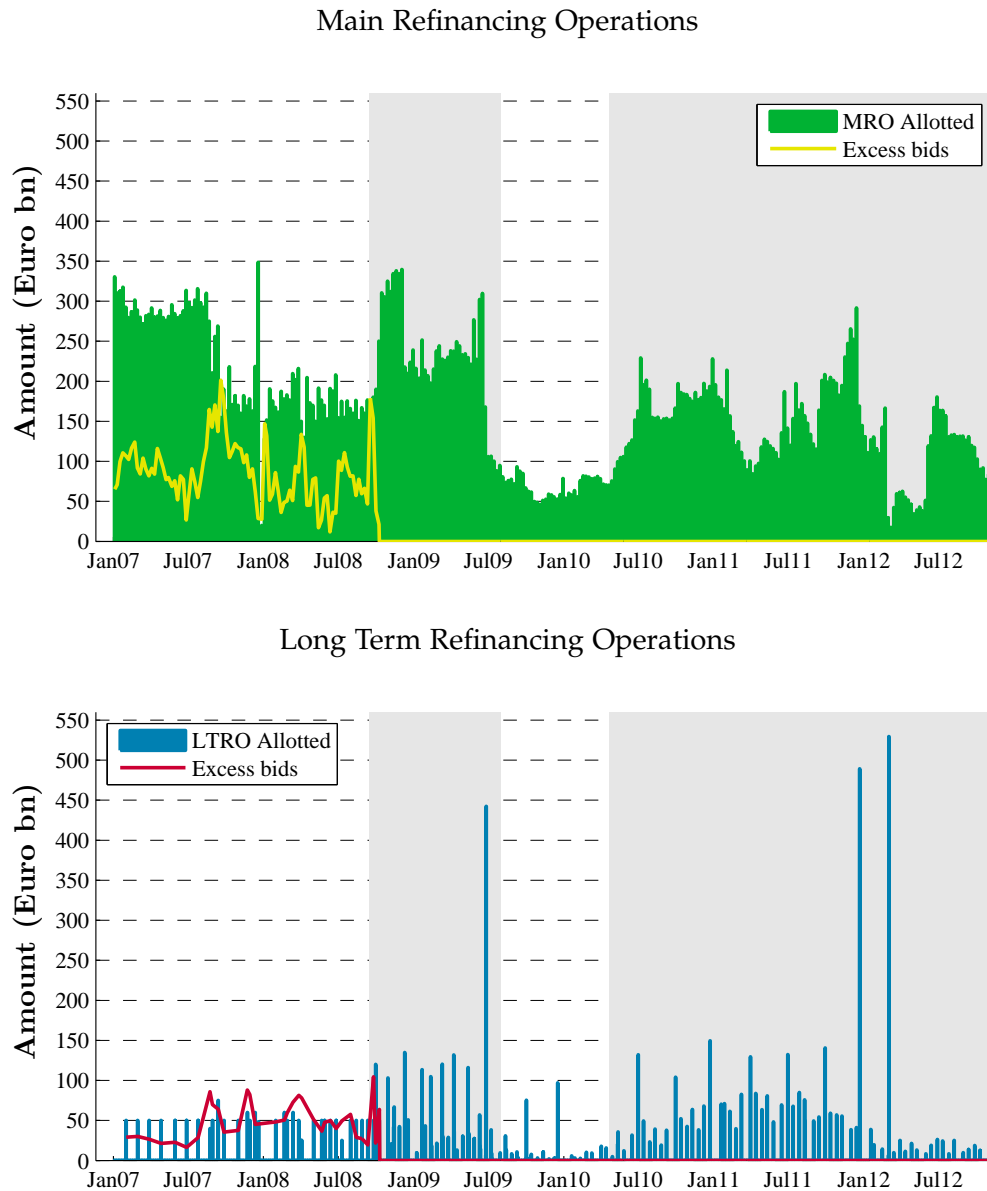 Main Refinancing Operations
550
500
450
400
350
300
250
200
150
100
50
0
Amount (Euro bn)
MRO Allotted
Excess bids
Jan07 Jul07 Jan08 Jul08 Jan09 Jul09 Jan10 Jul10 Jan11 Jul11 Jan12 Jul12
Long Term Refinancing Operations
550
500
450
400
350
300
250
200
150
100
50
0
Amount (Euro bn)
LTRO Allotted
Excess bids
Jan07 Jul07 Jan08 Jul08 Jan09 Jul09 Jan10 Jul10 Jan11 Jul11 Jan12 Jul12